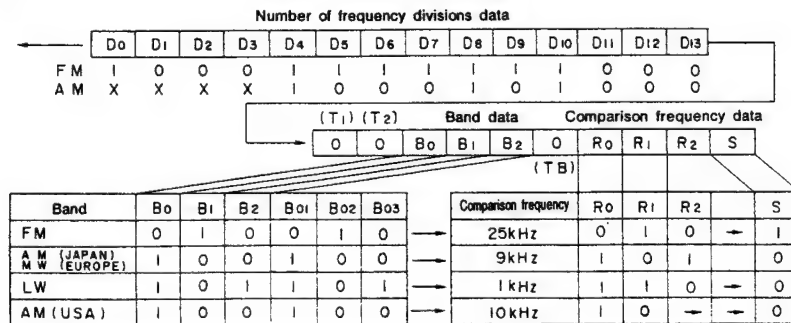 Number of frequency divisions data
D0 D1 D2 D3 D4 D5 D6 D7 D8 D9 D10 D11 D12 D13
FM 1 0 0 0 1 1 1 1 1 1 1 0 0 0
AM X X X X 1 0 0 0 1 0 1 0 0 0
(T1) (T2) Band data Comparison frequency data
0 0 B0 B1 B2 0 R0 R1 R2 S
(TB)
Band B0 B1 B2 B01 B02 B03
FM 0 1 0 0 1 0
AM (JAPAN)
MW (EUROPE) 1 0 0 1 0 0
LW 1 0 1 1 0 1
AM (USA) 1 0 0 1 0 0
Comparison frequency R0 R1 R2 S
25kHz 0 1 0 → 1
9kHz 1 0 1 0
1kHz 1 1 0 → 0
10kHz 1 0 → → 0